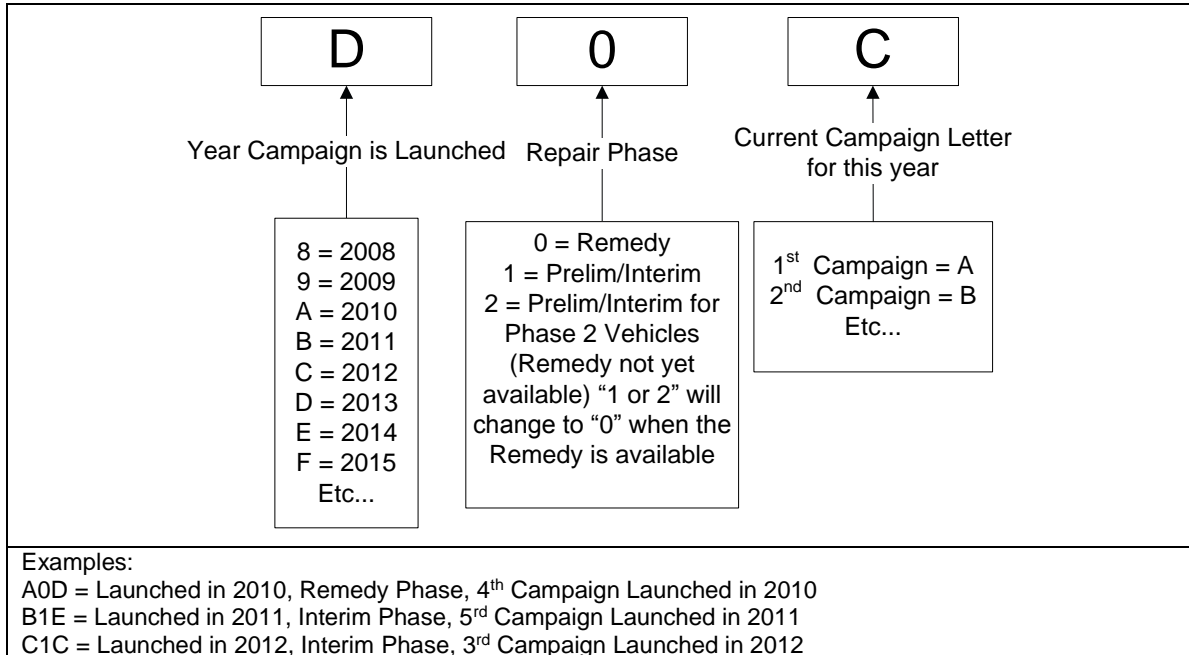 D
0
C
Year Campaign is Launched
Repair Phase
Current Campaign Letter
for this year
8 = 2008
9 = 2009
A = 2010
B = 2011
C = 2012
D = 2013
E = 2014
F = 2015
Etc...
0 = Remedy
1 = Prelim/Interim
2 = Prelim/Interim for
Phase 2 Vehicles
(Remedy not yet
available) “1 or 2” will
change to “0” when the
Remedy is available
1st Campaign = A
2nd Campaign = B
Etc...
Examples:
A0D = Launched in 2010, Remedy Phase, 4th Campaign Launched in 2010
B1E = Launched in 2011, Interim Phase, 5rd Campaign Launched in 2011
C1C = Launched in 2012, Interim Phase, 3rd Campaign Launched in 2012